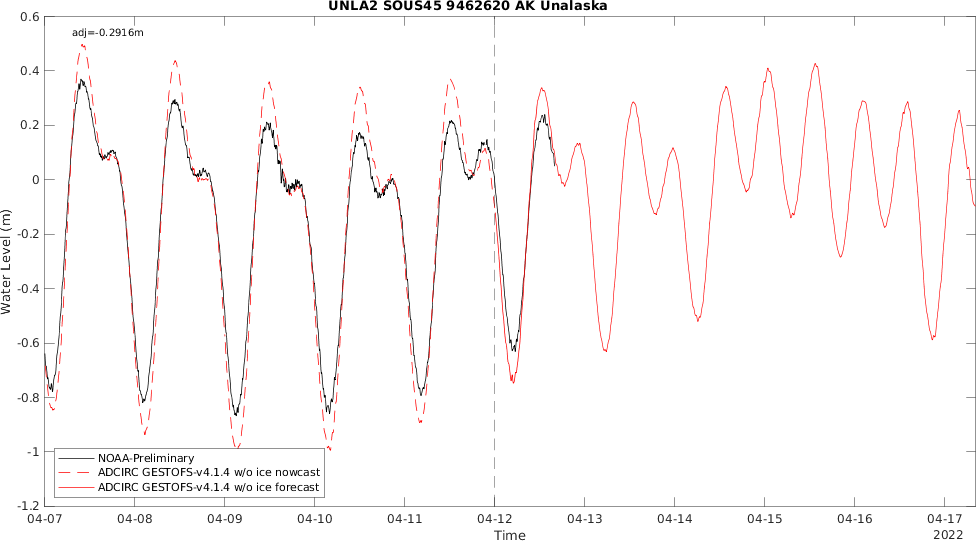 UNLA2 SOUS45 9462620 AK Unalaska
adj=-0.2916m
0.6
0.4
0.2
0
-0.2
-0.4
-0.6
-0.8
-1
-1.2
Water Level (m)
NOAA-Preliminary
ADCIRC GESTOFS-v4.1.4 w/o ice nowcast
ADCIRC GESTOFS-v4.1.4 w/o ice forecast
04-07 04-08 04-09 04-10 04-11 04-12 04-13 04-14 04-15 04-16 04-17
Time
2022